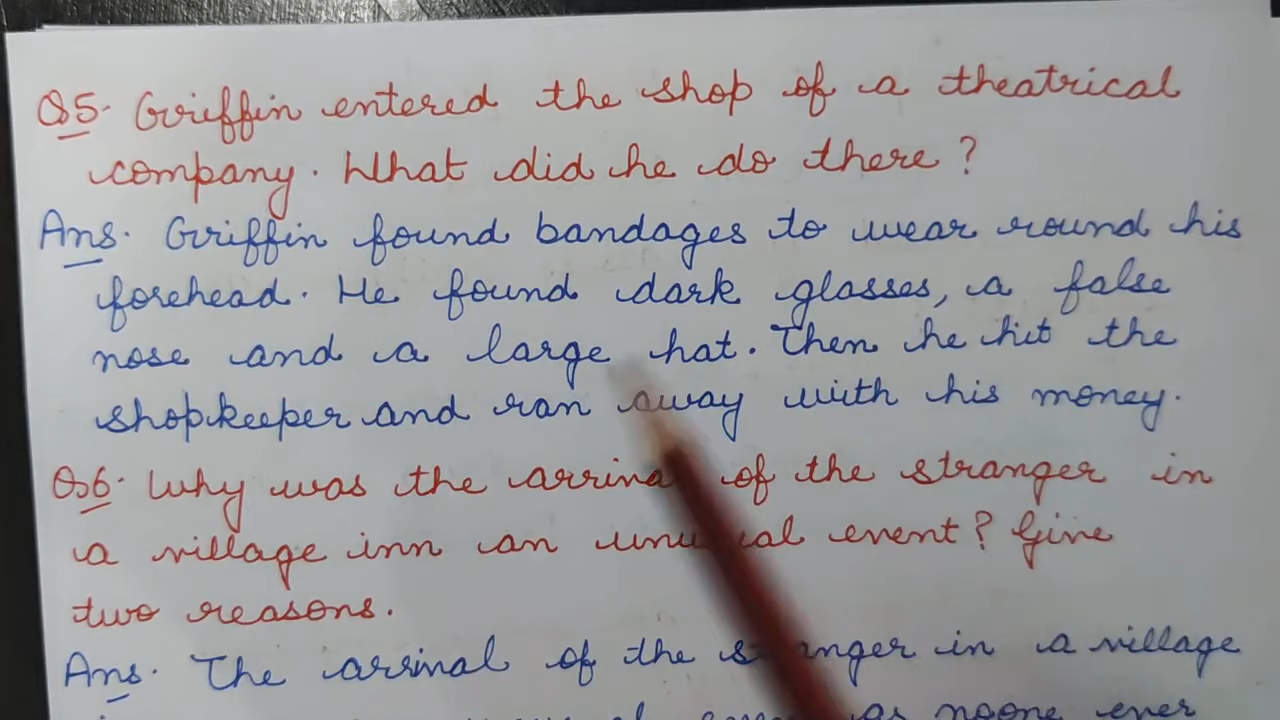 Q5. Griffin entered the shop of a theatrical
company. What did he do there?
Ans. Griffin found bandages to wear round his
forehead. He found dark glasses, a false
nose and a large hat. Then he hit the
shopkeeper and ran away with his money.
Q6. Why was the arrival of the stranger in
a village inn an unusual event? Give
two reasons.
Ans. The arrival of the stranger in a village
as noone ever